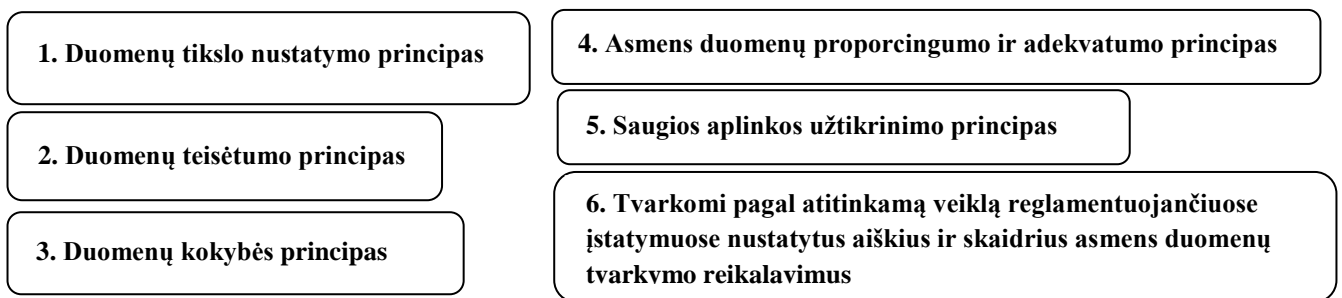 1. Duomenų tikslo nustatymo principas
2. Duomenų teisėtumo principas
3. Duomenų kokybės principas
4. Asmens duomenų proporcingumo ir adekvatumo principas
5. Saugios aplinkos užtikrinimo principas
6. Tvarkomi pagal atitinkamą veiklą reglamentuojančiuose
įstatymuose nustatytus aiškius ir skaidrius asmens duomenų
tvarkymo reikalavimus